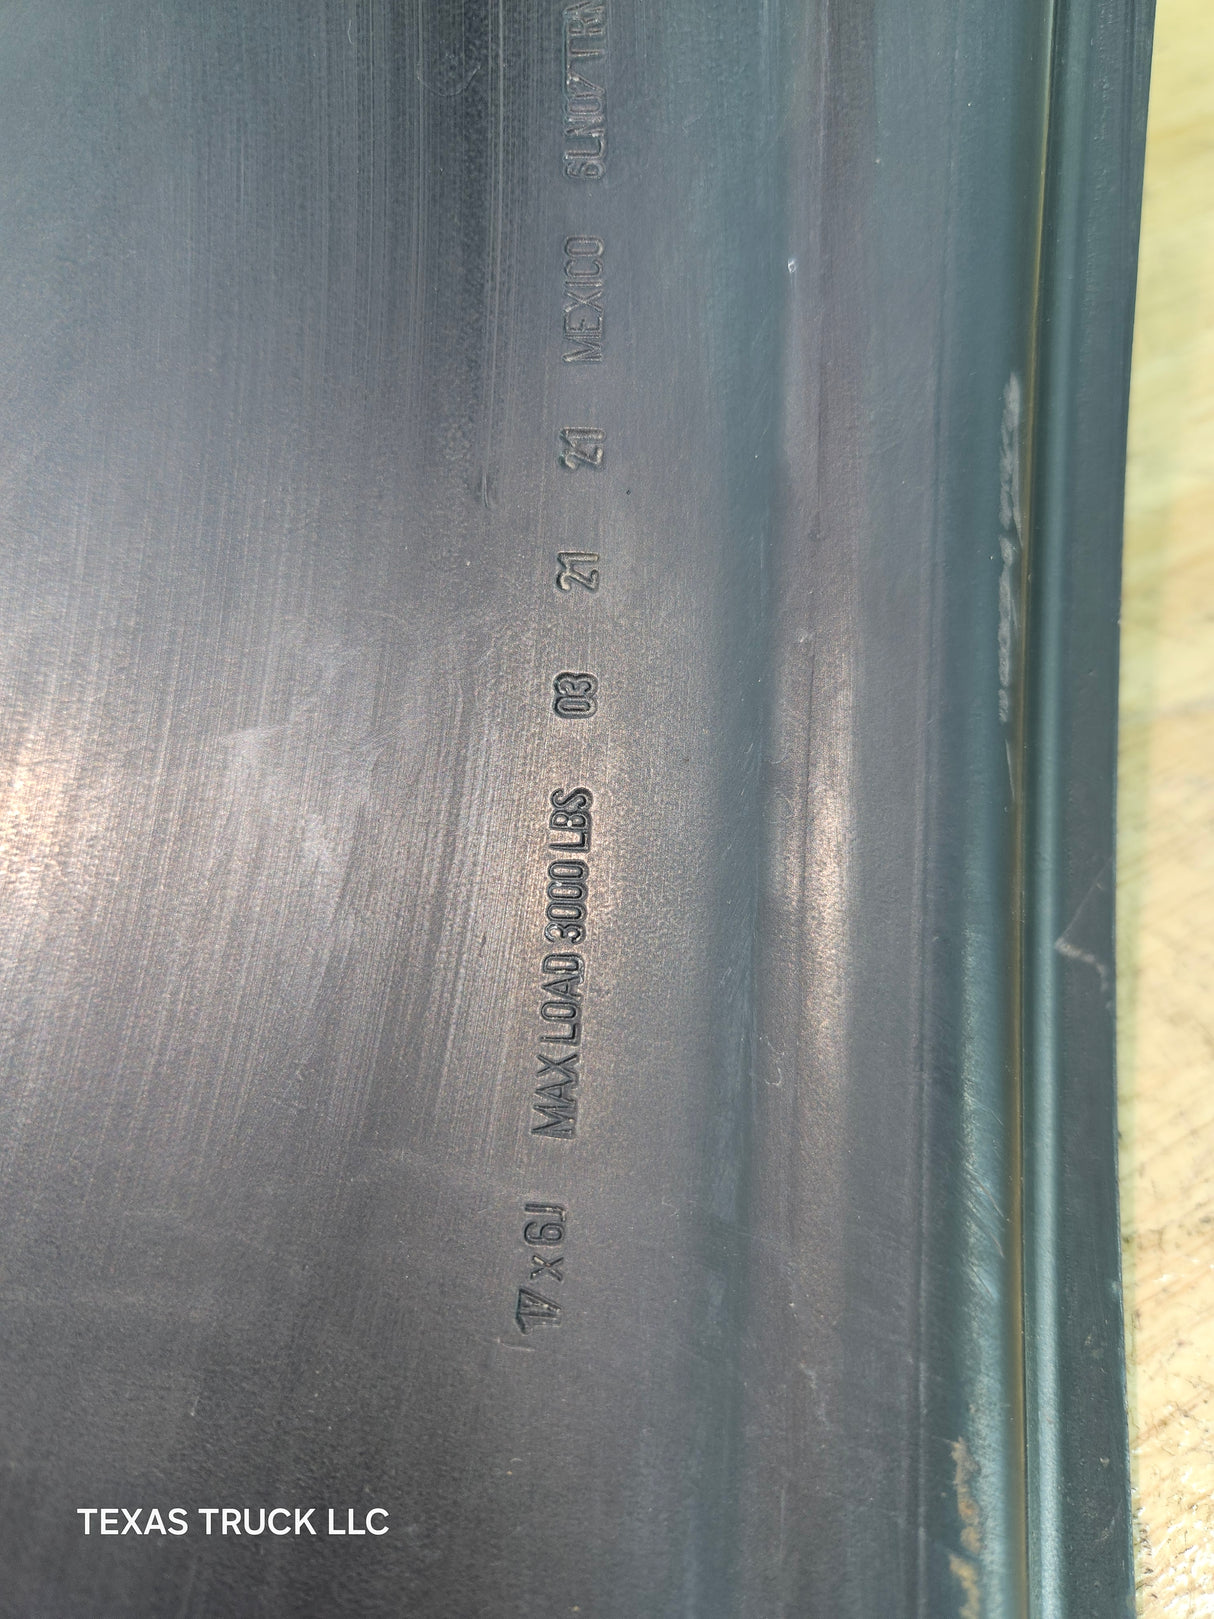 17 x 6J MAX LOAD 3000 LBS 03 21 21 MEXICO
TEXAS TRUCK LLC